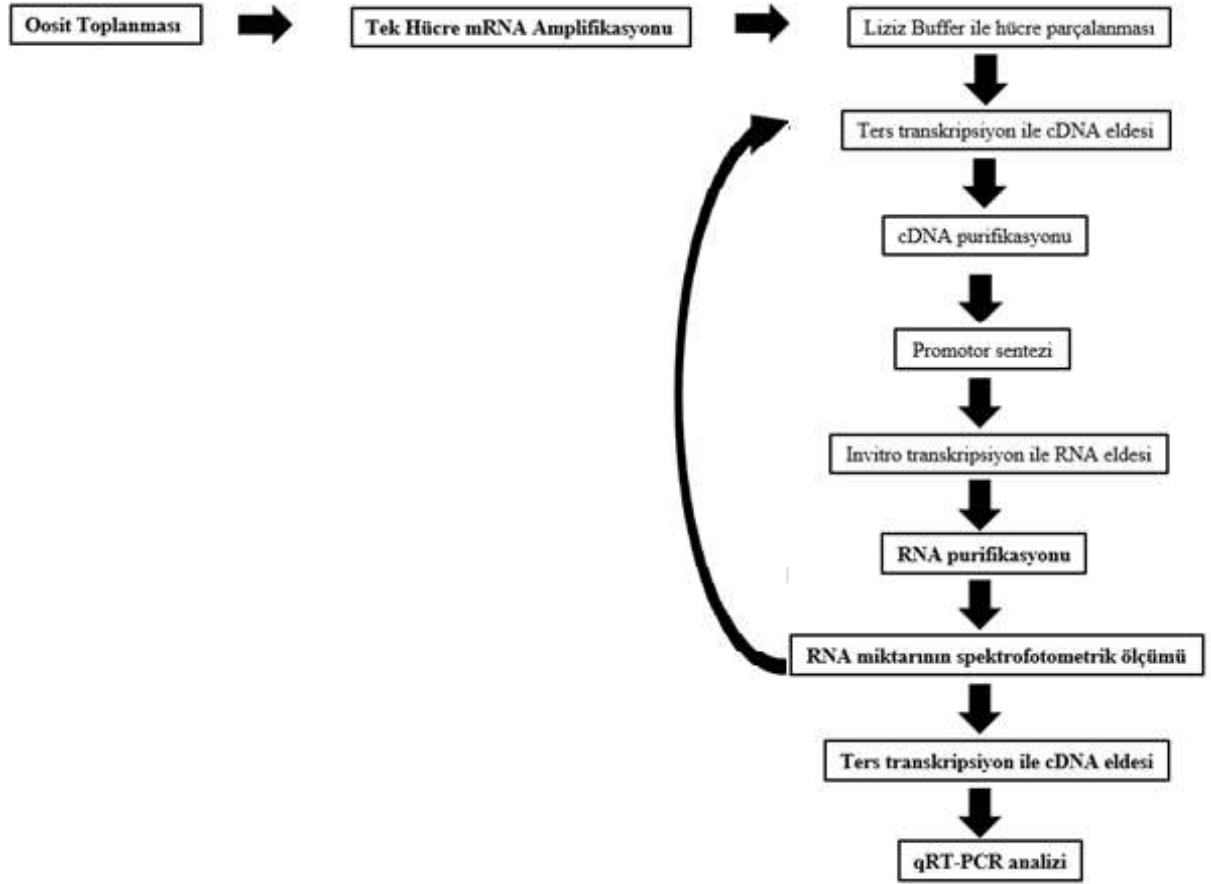 Oosit Toplanması
Tek Hücre mRNA Amplifikasyonu
Liziz Buffer ile hücre parçalanması
Ters transkripsiyon ile cDNA eldesi
cDNA purifikasyonu
Promotor sentezi
Invitro transkripsiyon ile RNA eldesi
RNA purifikasyonu
RNA miktarının spektrofotometrik ölçümü
Ters transkripsiyon ile cDNA eldesi
qRT-PCR analizi